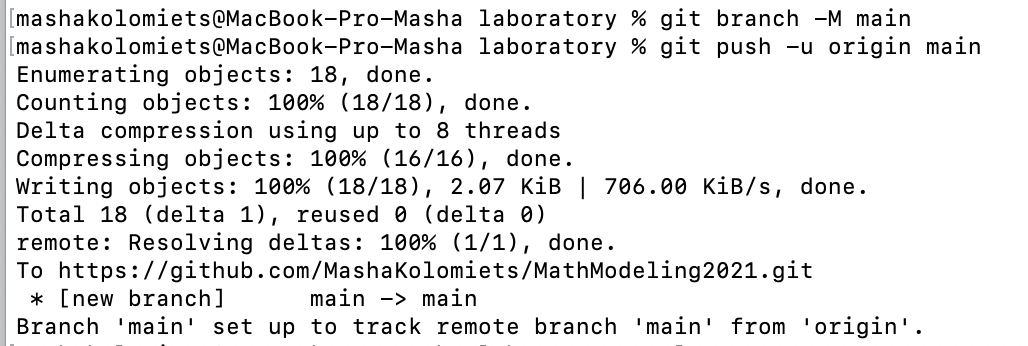 [mashakolomiets@MacBook-Pro-Masha laboratory % git branch -M main
[mashakolomiets@MacBook-Pro-Masha laboratory % git push -u origin main
Enumerating objects: 18, done.
Counting objects: 100% (18/18), done.
Delta compression using up to 8 threads
Compressing objects: 100% (16/16), done.
Writing objects: 100% (18/18), 2.07 KiB | 706.00 KiB/s, done.
Total 18 (delta 1), reused 0 (delta 0)
remote: Resolving deltas: 100% (1/1), done.
To https://github.com/MashaKolomiets/MathModeling2021.git
 * [new branch]      main -> main
Branch 'main' set up to track remote branch 'main' from 'origin'.